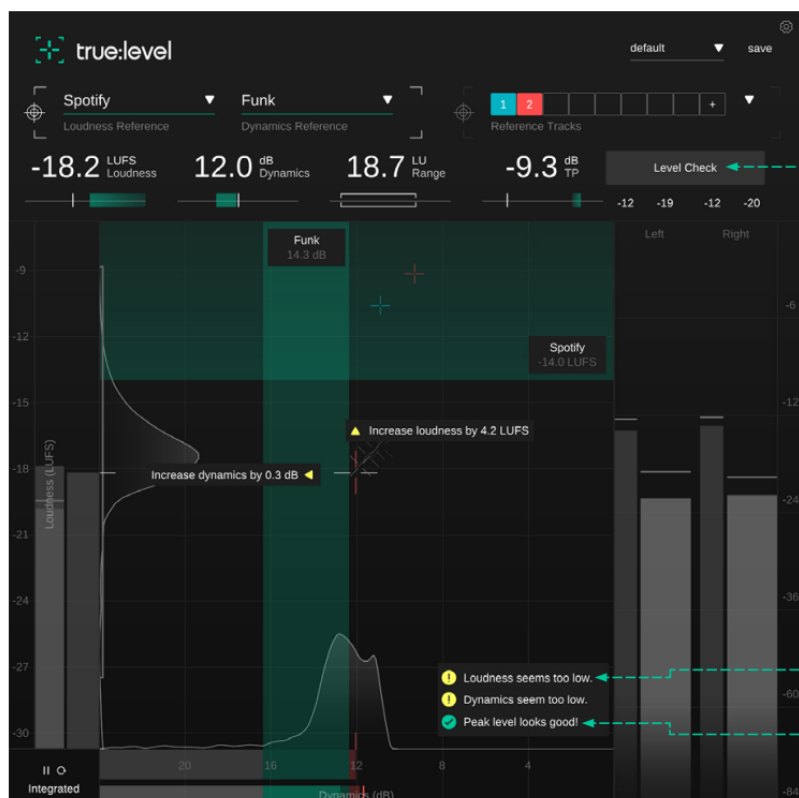 true:level
default
save
Spotify
Funk
Loudness Reference
Dynamics Reference
1 2 +
Reference Tracks
-18.2 LUFS Loudness
12.0 dB Dynamics
18.7 LU Range
-9.3 dB TP
Level Check
-12 -19 -12 -20
Left Right
Funk
14.3 dB
-9
-6
-12
Spotify
-14.0 LUFS
-15
-12
Increase loudness by 4.2 LUFS
Loudness (LUFS)
-18
Increase dynamics by 0.3 dB
-24
-21
-24
-36
-27
Loudness seems too low.
Dynamics seem too low.
-60
Peak level looks good!
-30
20 16 12 8 4
Integrated
Dynamics (dB)
-84